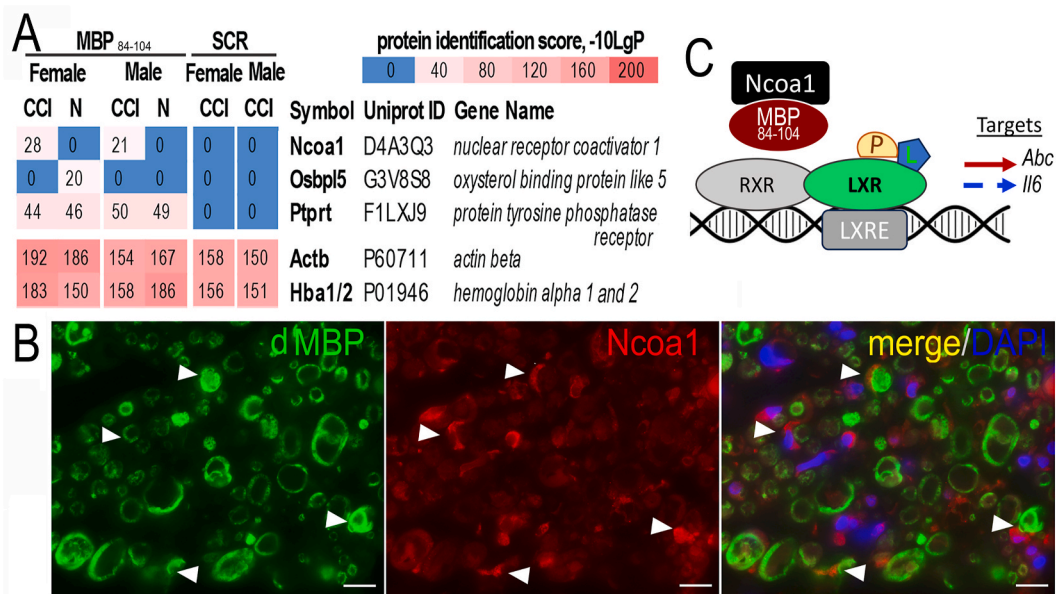 A
MBP 84-104 SCR
Female Male Female Male
CCI N CCI N CCI CCI
protein identification score, -10LgP
0 40 80 120 160 200
Symbol Uniprot ID Gene Name
28 0 21 0 0 0 Ncoa1 D4A3Q3 nuclear receptor coactivator 1
0 20 0 0 0 0 Osbpl5 G3V8S8 oxysterol binding protein like 5
44 46 50 49 0 0 Ptprt F1LXJ9 protein tyrosine phosphatase
receptor
192 186 154 167 158 150 Actb P60711 actin beta
183 150 158 186 156 151 Hba1/2 P01946 hemoglobin alpha 1 and 2
C
Ncoa1
MBP
84-104
P
L
RXR
LXR
LXRE
Targets
Abc
Il6
B
dMBP
Ncoa1
merge/DAPI